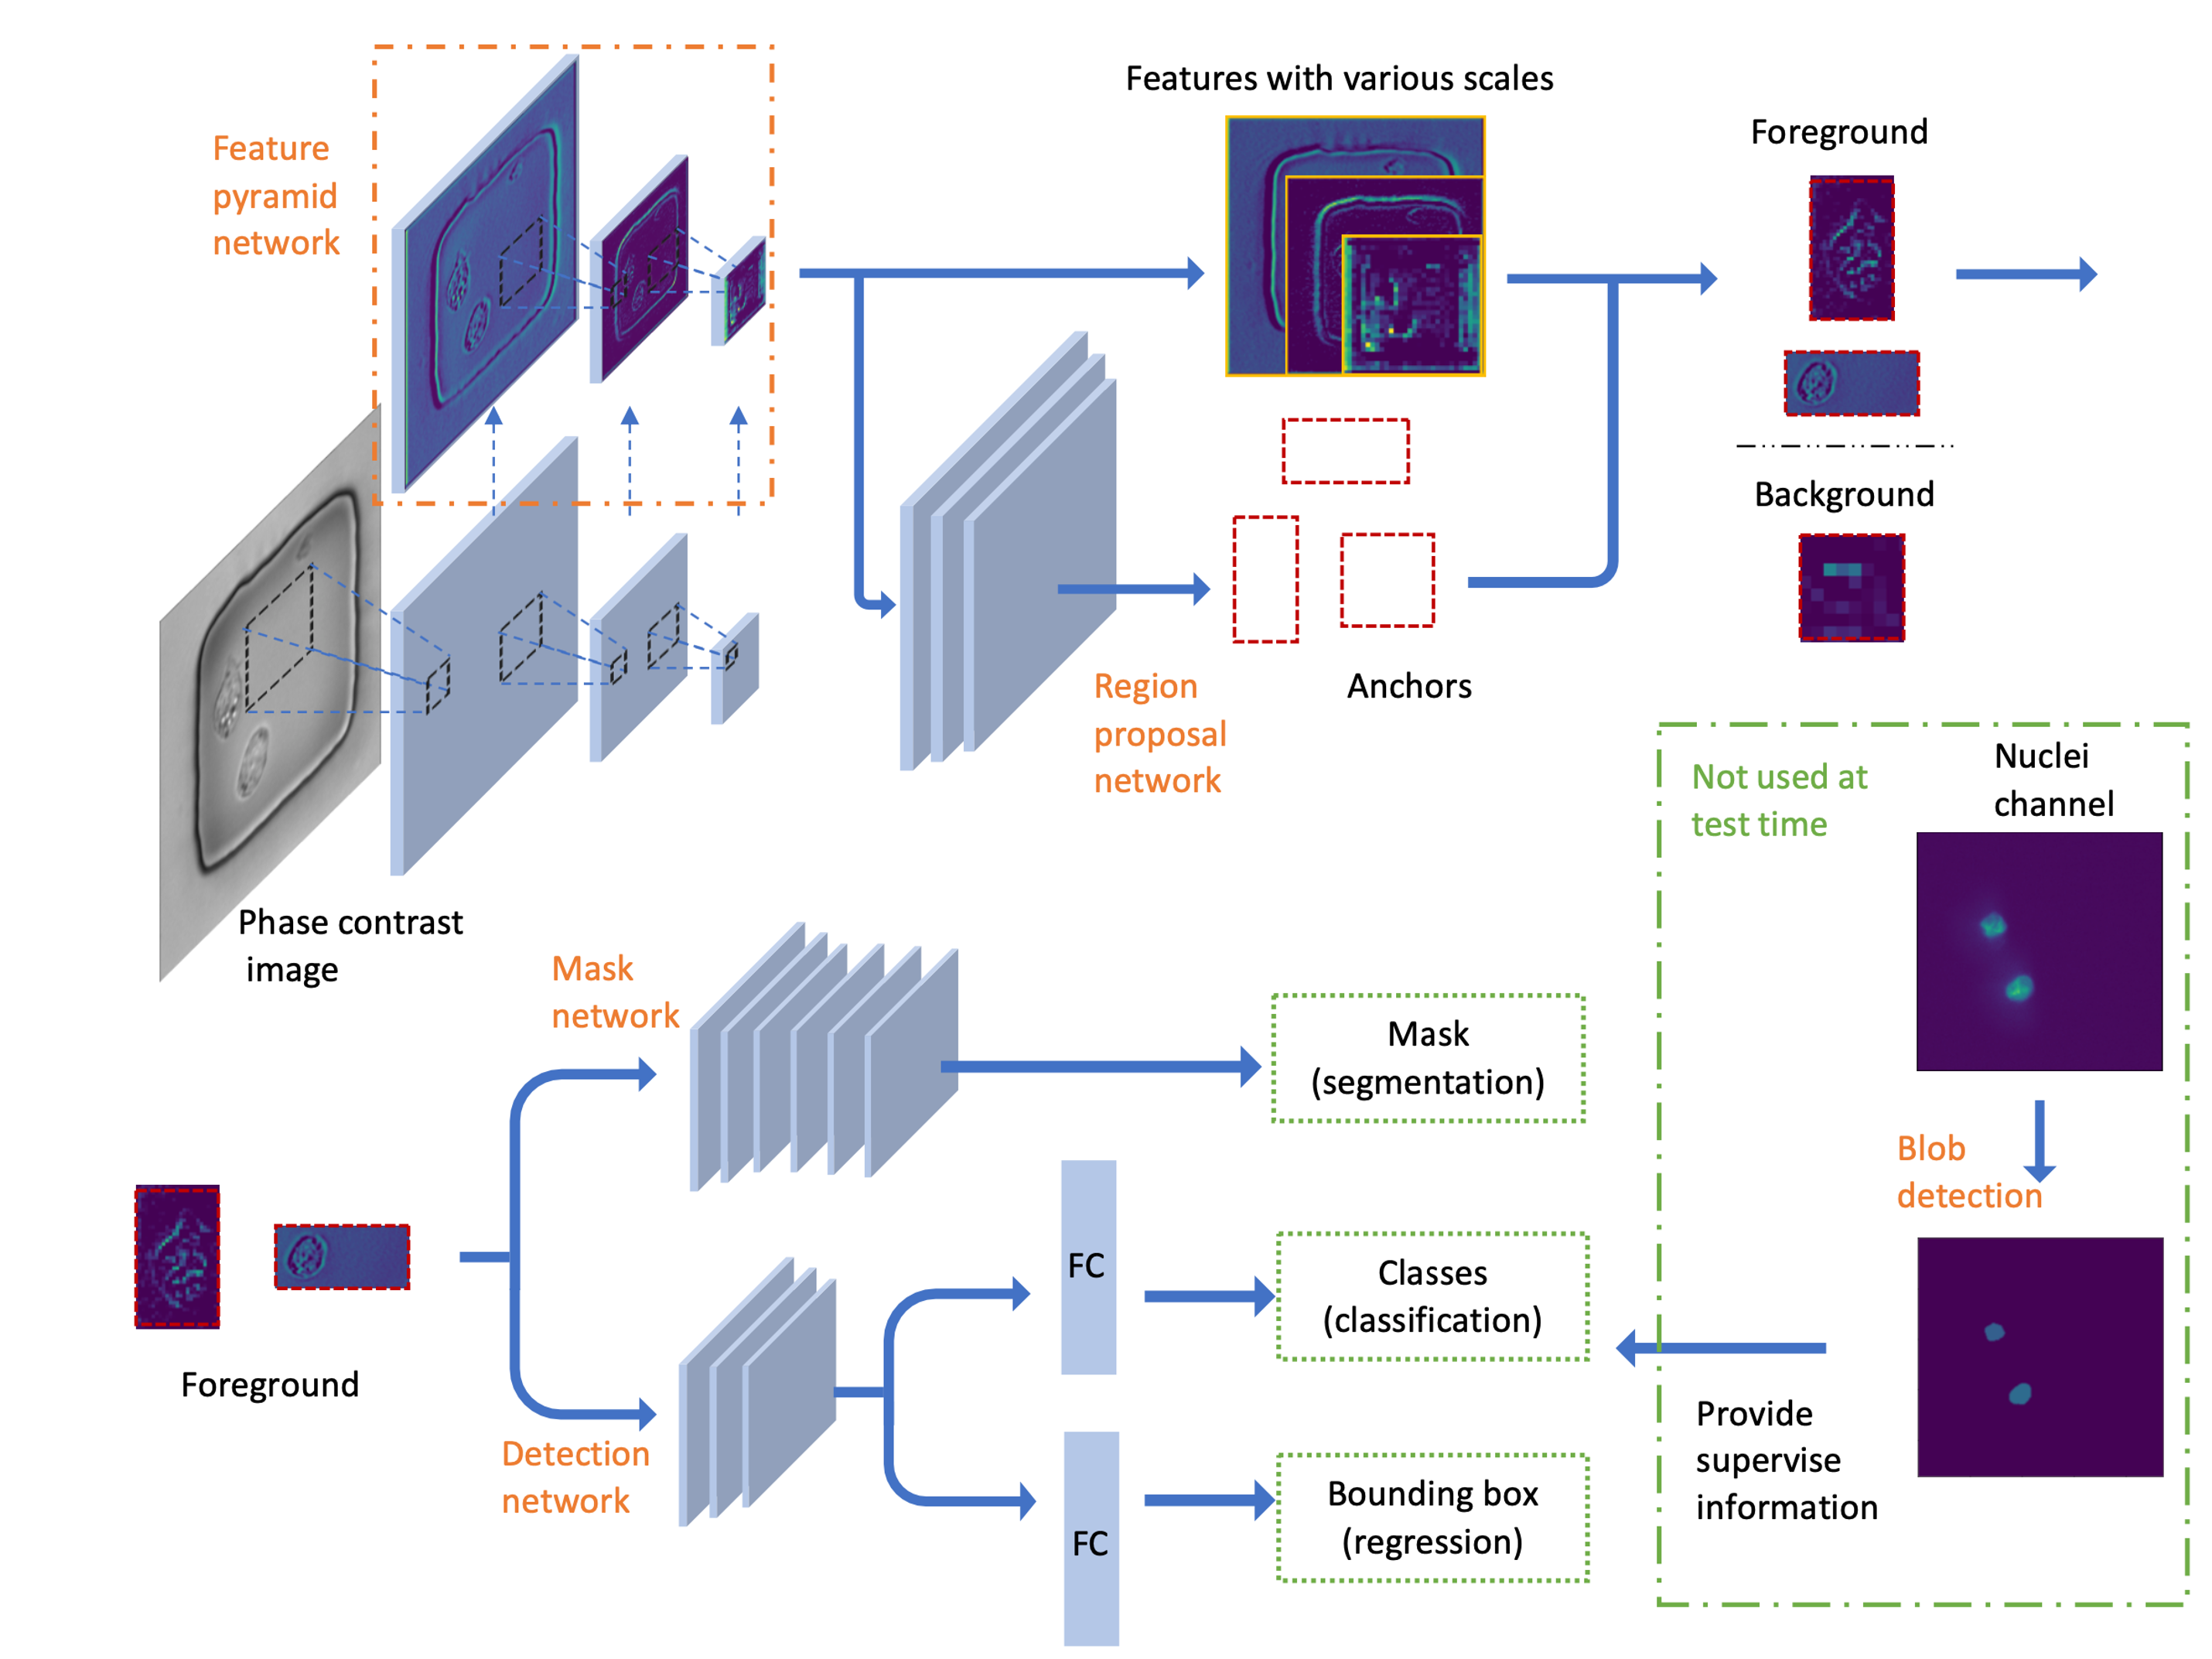 Feature
pyramid
network
Features with various scales
Foreground
Background
Region
proposal
network
Anchors
Phase contrast
image
Not used at
test time
Nuclei
channel
Mask
network
Mask
(segmentation)
Blob
detection
FC
Classes
(classification)
Foreground
Detection
network
FC
Bounding box
(regression)
Provide
supervise
information